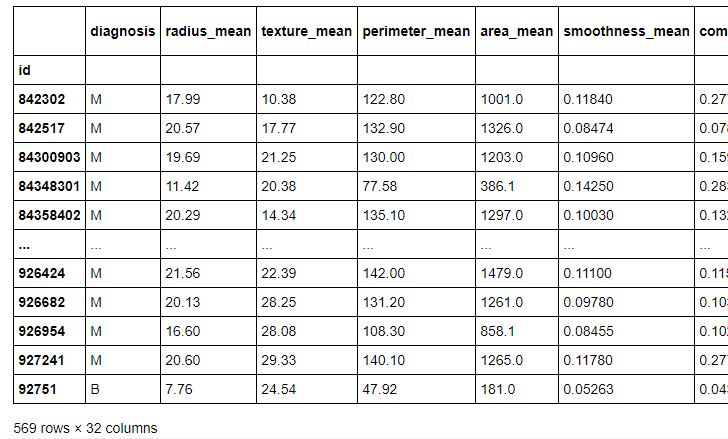 diagnosis radius_mean texture_mean perimeter_mean area_mean smoothness_mean com
id
842302 M 17.99 10.38 122.80 1001.0 0.11840 0.27
842517 M 20.57 17.77 132.90 1326.0 0.08474 0.07
84300903 M 19.69 21.25 130.00 1203.0 0.10960 0.15
84348301 M 11.42 20.38 77.58 386.1 0.14250 0.28
84358402 M 20.29 14.34 135.10 1297.0 0.10030 0.13
... ... ... ... ... ... ... ...
926424 M 21.56 22.39 142.00 1479.0 0.11100 0.11
926682 M 20.13 28.25 131.20 1261.0 0.09780 0.10
926954 M 16.60 28.08 108.30 858.1 0.08455 0.10
927241 M 20.60 29.33 140.10 1265.0 0.11780 0.27
92751 B 7.76 24.54 47.92 181.0 0.05263 0.04
569 rows × 32 columns